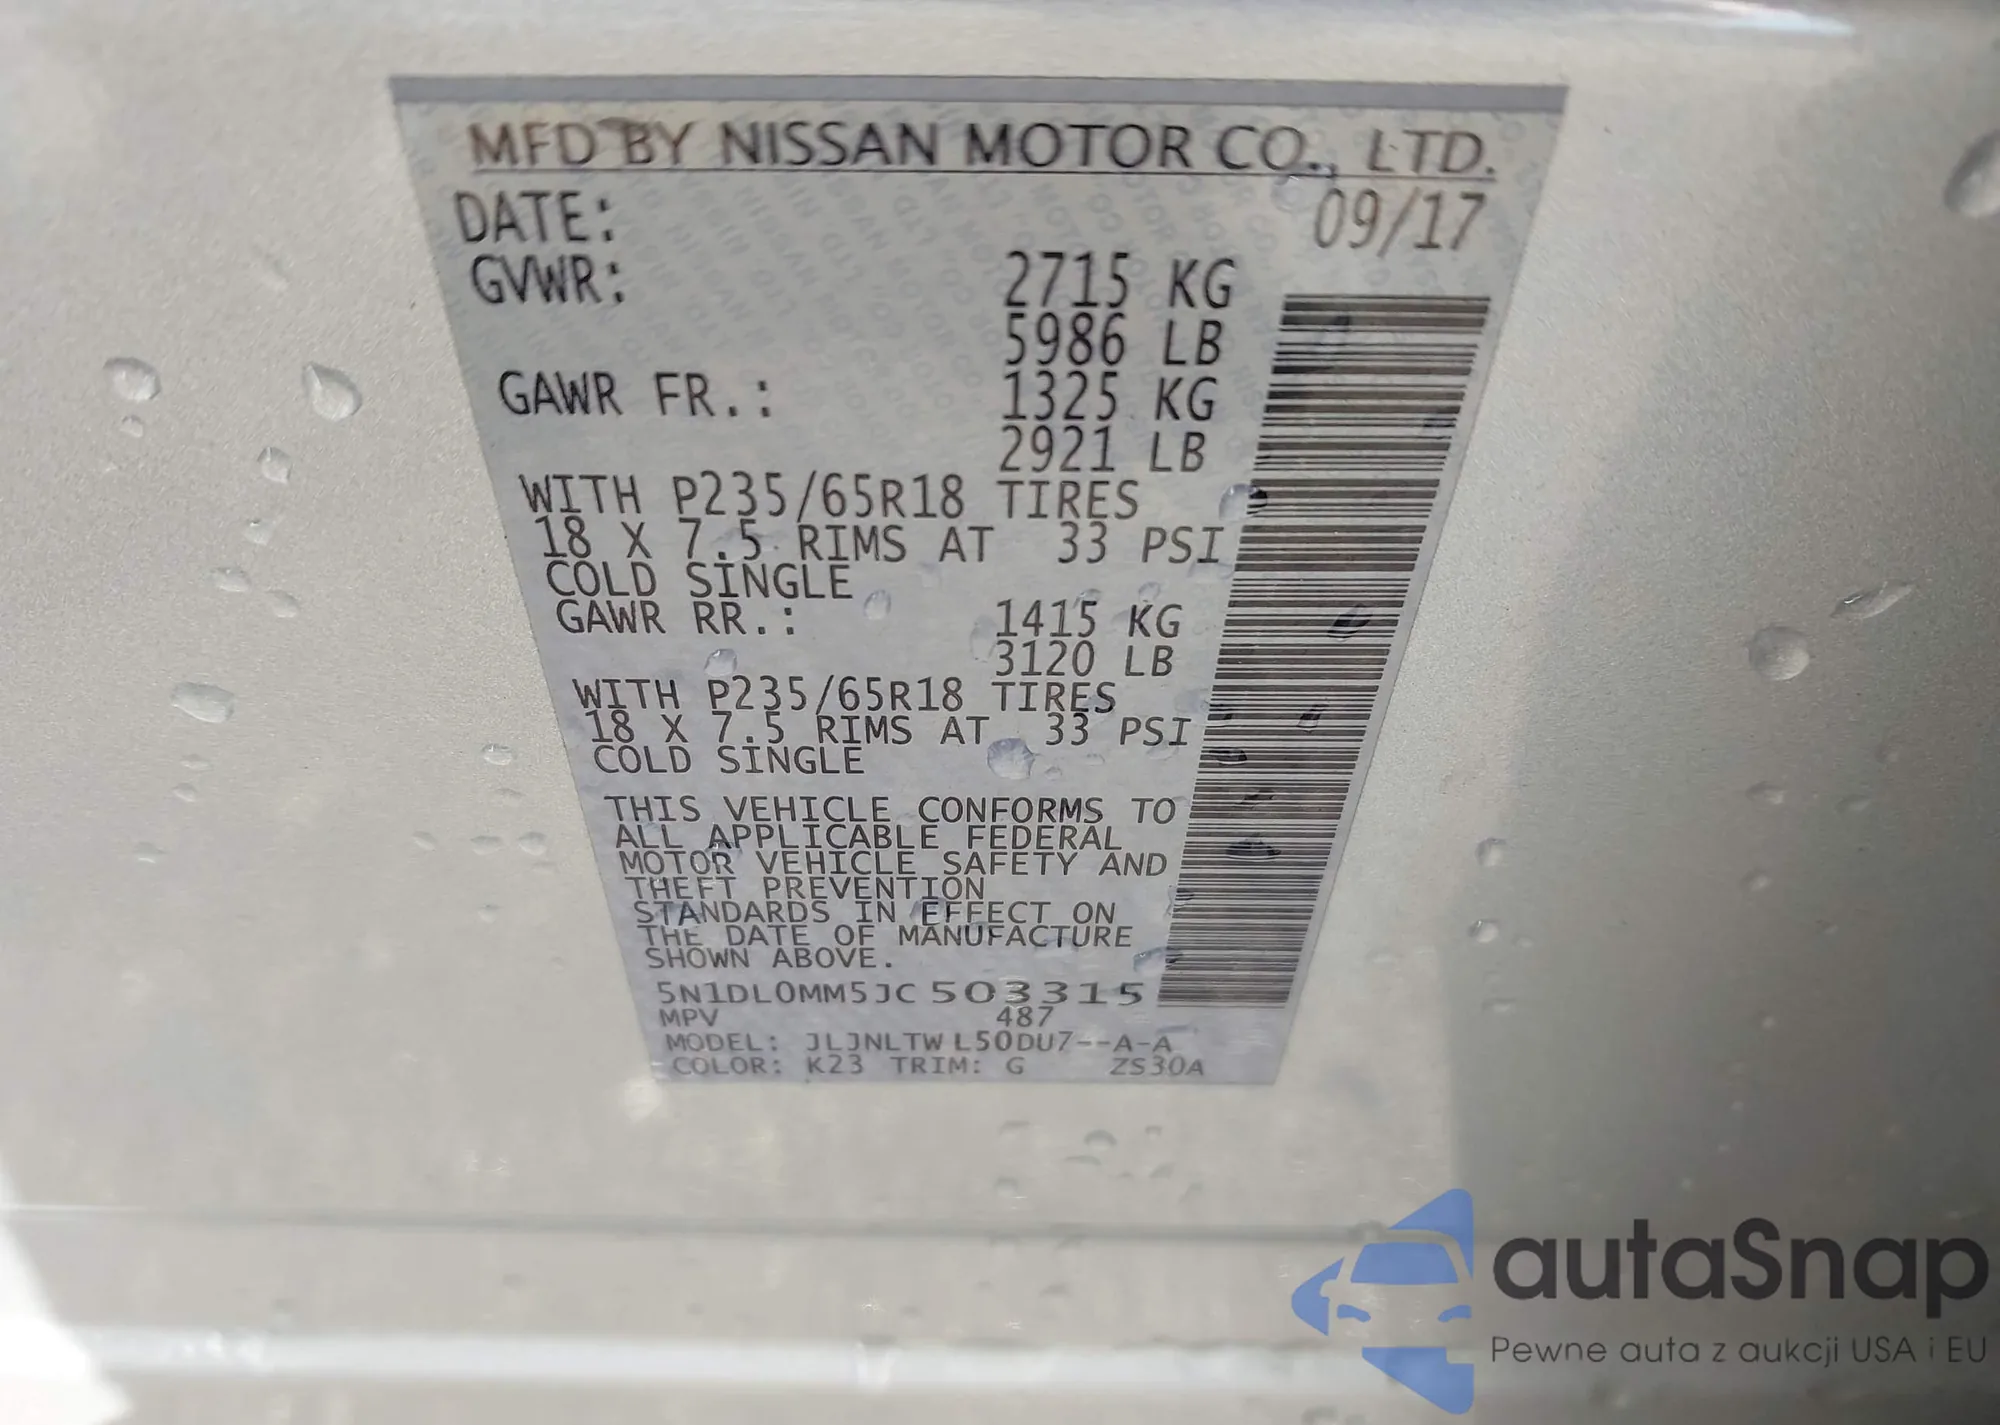 MFD BY NISSAN MOTOR CO., LTD.
DATE: 09/17
GVWR: 2715 KG
5986 LB
GAWR FR.: 1325 KG
2921 LB
WITH P235/65R18 TIRES
18 X 7.5 RIMS AT 33 PSI
COLD SINGLE
GAWR RR.: 1415 KG
3120 LB
WITH P235/65R18 TIRES
18 X 7.5 RIMS AT 33 PSI
COLD SINGLE
THIS VEHICLE CONFORMS TO
ALL APPLICABLE FEDERAL
MOTOR VEHICLE SAFETY AND
THEFT PREVENTION
STANDARDS IN EFFECT ON
THE DATE OF MANUFACTURE
SHOWN ABOVE.
5N1DL0MM5JC503315
MPV 487
MODEL: JLJNLTWL50DU7--A-A
COLOR: K23 TRIM: G ZS30A
autoSnap
Pewne auta z aukcji USA i EU